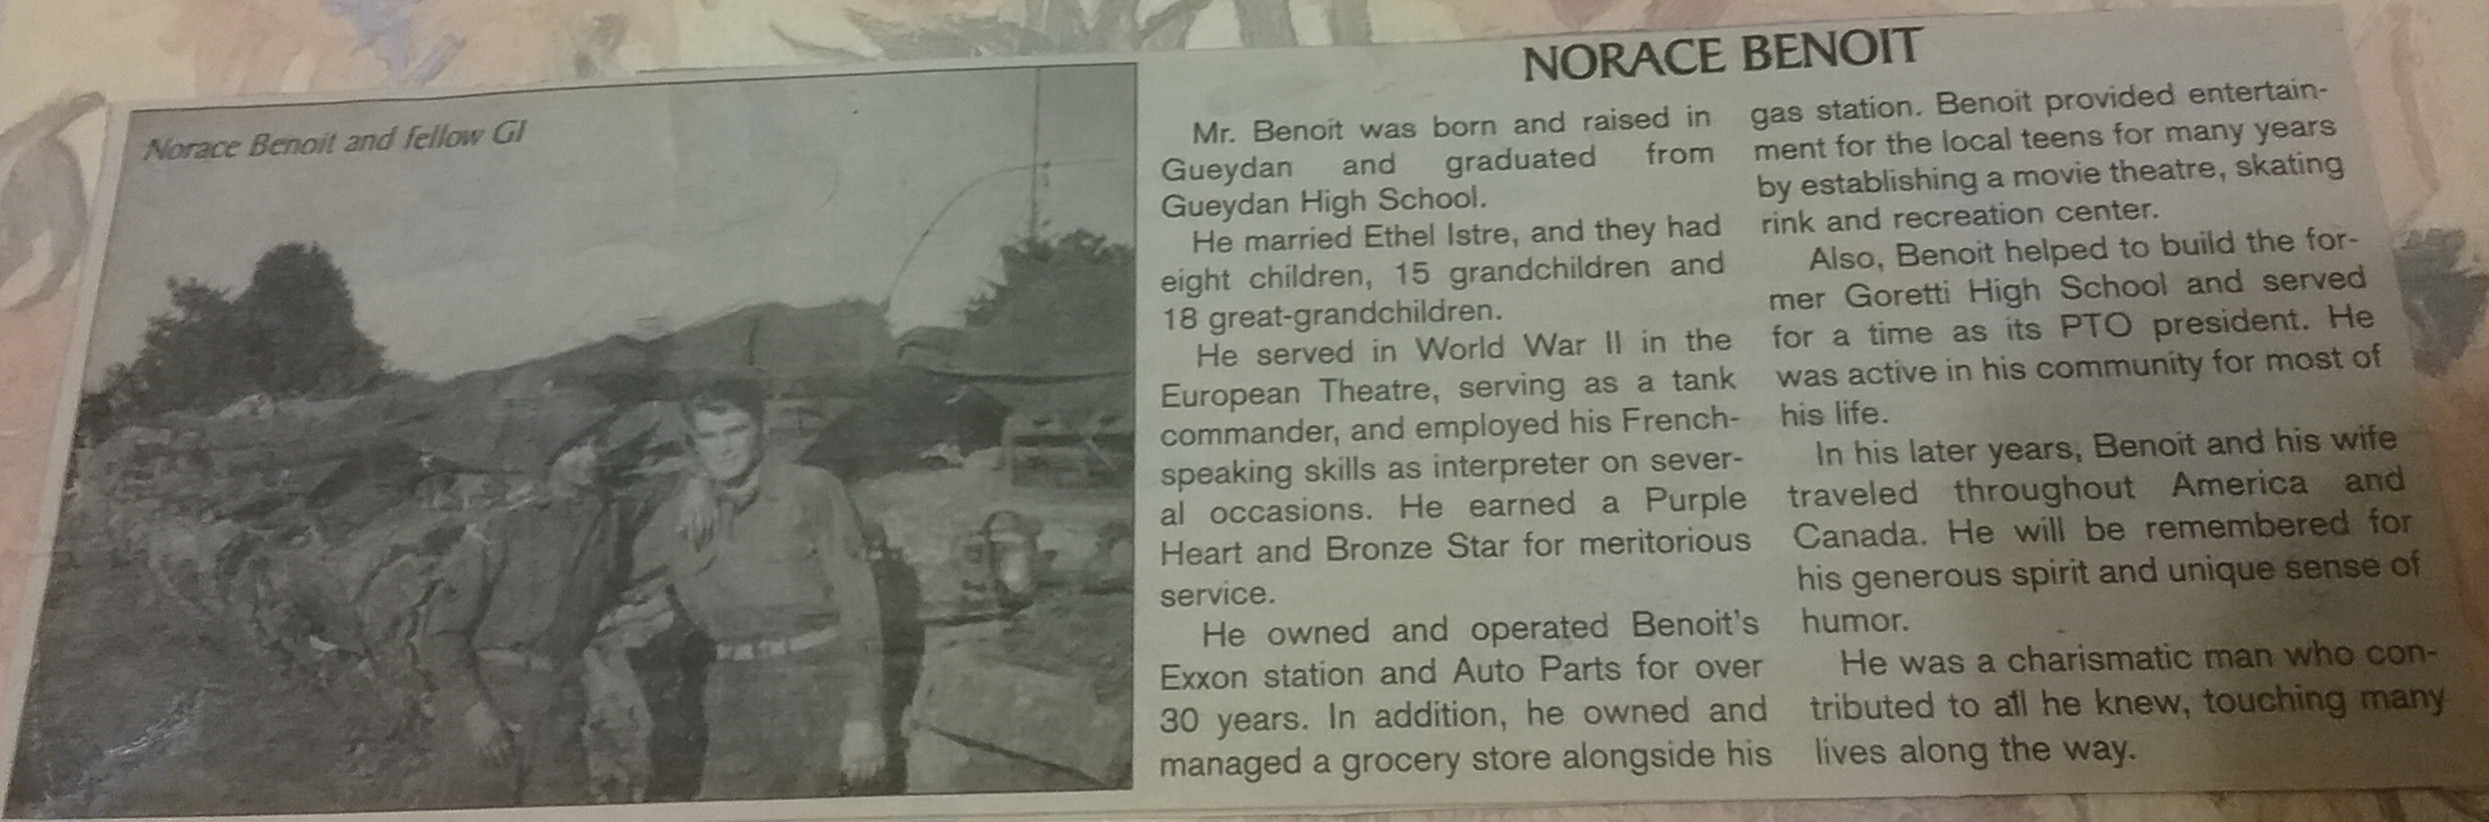 Norace Benoit and fellow GI
NORACE BENOIT
Mr. Benoit was born and raised in
Gueydan and graduated from
Gueydan High School.
He married Ethel Istre, and they had
eight children, 15 grandchildren and
18 great-grandchildren.
He served in World War II in the
European Theatre, serving as a tank
commander, and employed his French-
speaking skills as interpreter on sever-
al occasions. He earned a Purple
Heart and Bronze Star for meritorious
service.
He owned and operated Benoit's
Exxon station and Auto Parts for over
30 years. In addition, he owned and
managed a grocery store alongside his
gas station. Benoit provided entertain-
ment for the local teens for many years
by establishing a movie theatre, skating
rink and recreation center.
Also, Benoit helped to build the for-
mer Goretti High School and served
for a time as its PTO president. He
was active in his community for most of
his life.
In his later years, Benoit and his wife
traveled throughout America and
Canada. He will be remembered for
his generous spirit and unique sense of
humor.
He was a charismatic man who con-
tributed to all he knew, touching many
lives along the way.